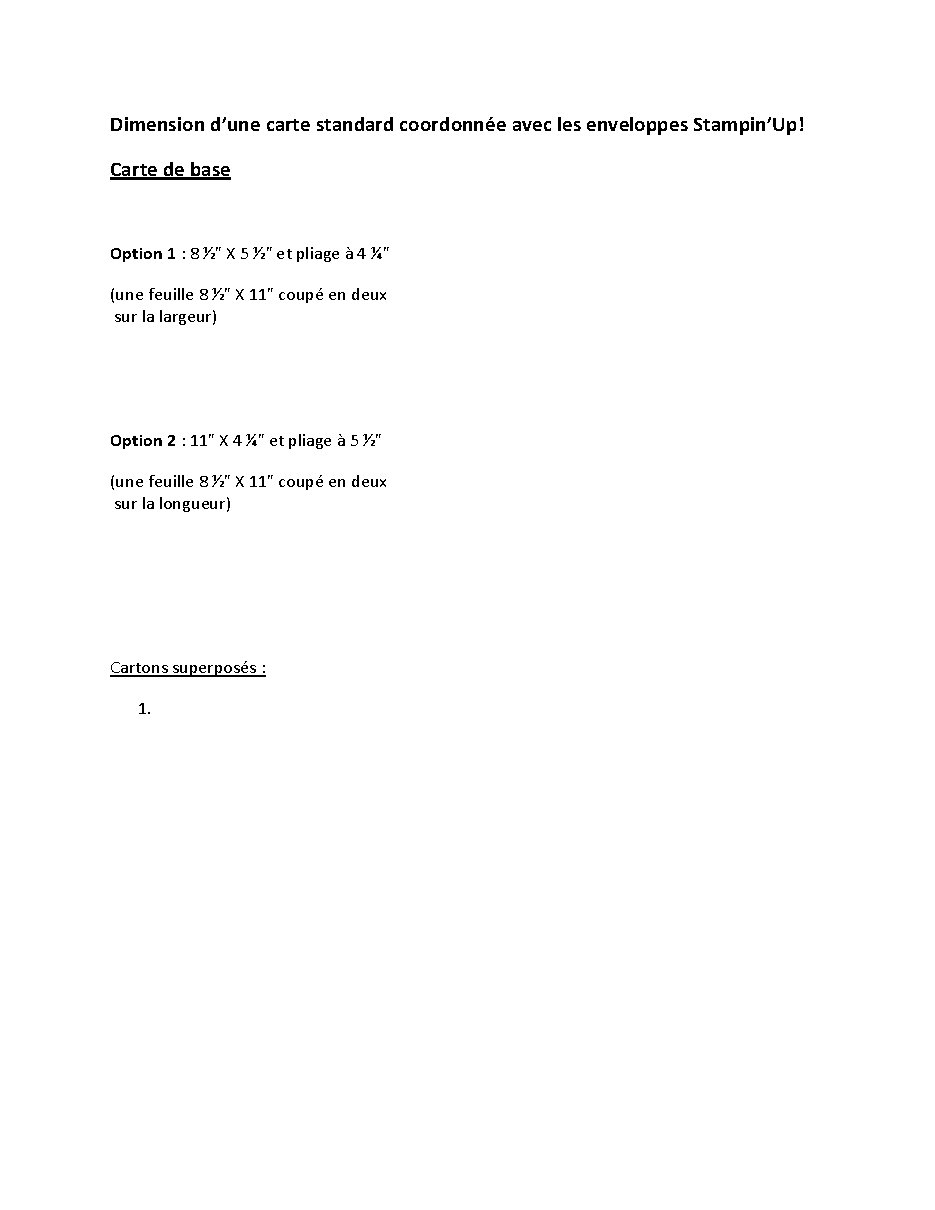 Dimension d’une carte standard coordonnée avec les enveloppes Stampin’Up!
Carte de base
Option 1 : 8 ½" X 5 ½" et pliage à 4 ¼"
(une feuille 8 ½" X 11" coupé en deux
sur la largeur)
Option 2 : 11" X 4 ¼" et pliage à 5 ½"
(une feuille 8 ½" X 11" coupé en deux
sur la longueur)
Cartons superposés :
1.